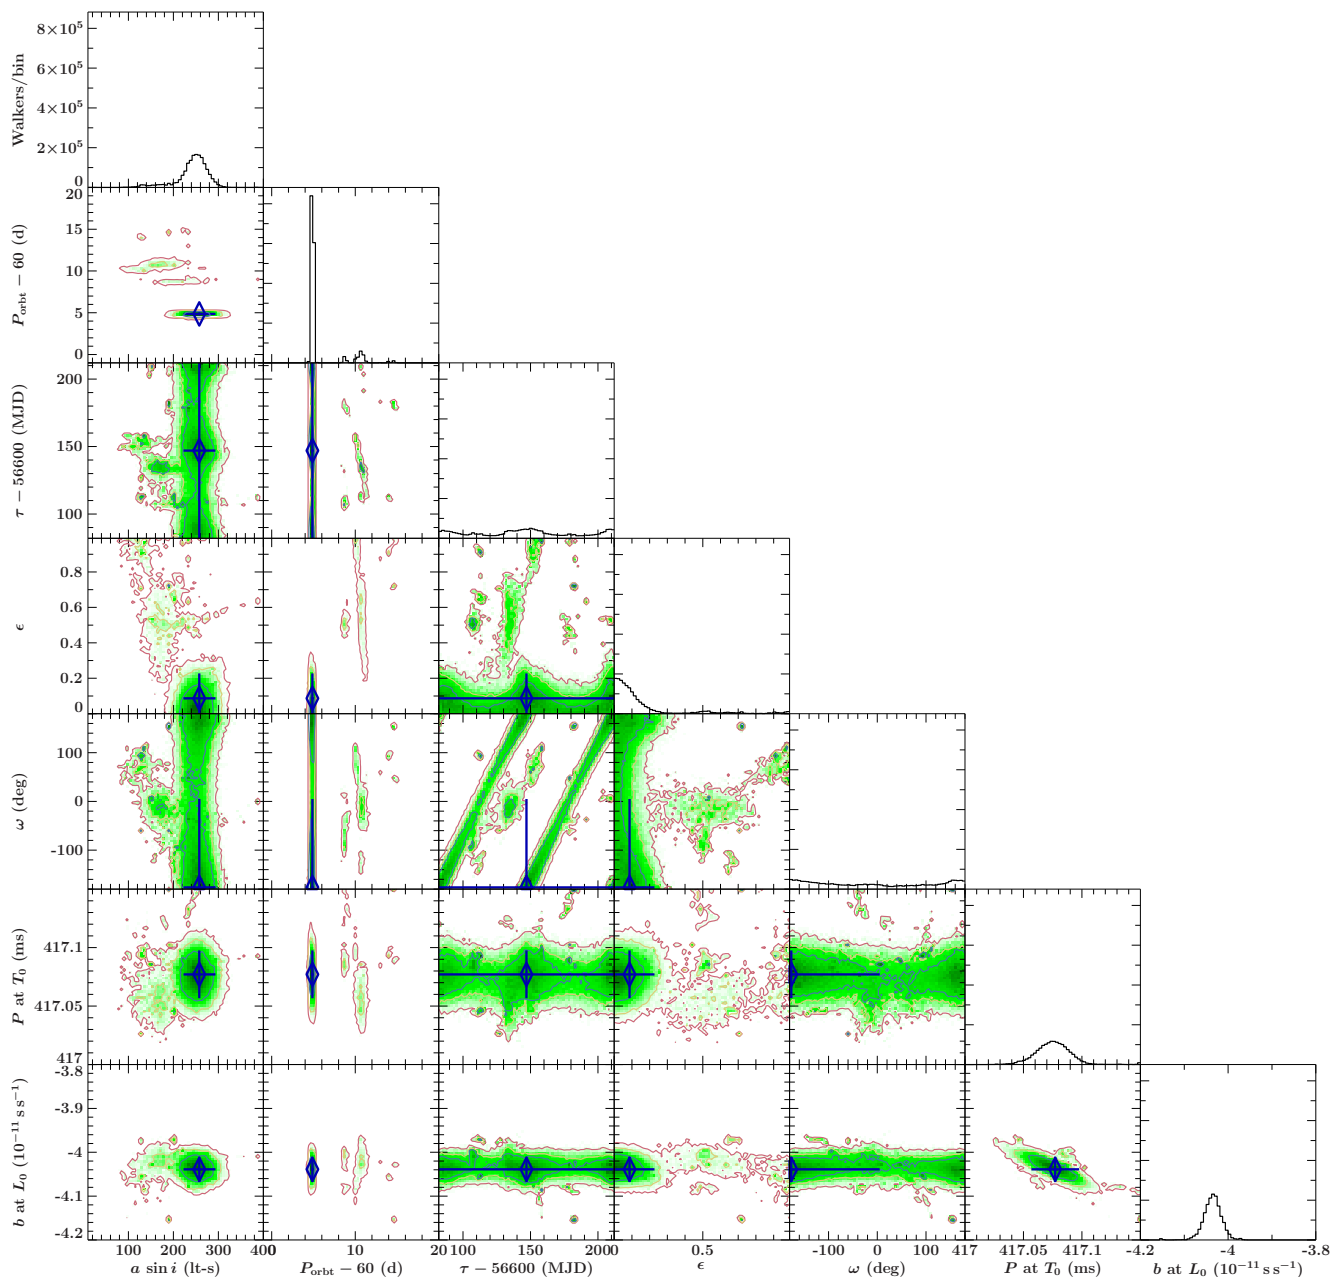 Walkers/bin
8×10⁵
6×10⁵
4×10⁵
2×10⁵
0
P_orbt − 60 (d)
20
15
10
5
0
τ − 56600 (MJD)
200
150
100
ϵ
0.8
0.6
0.4
0.2
0
ω (deg)
100
0
-100
P at T₀ (ms)
417.1
417.05
417
b at L₀ (10⁻¹¹ s s⁻¹)
-3.8
-3.9
-4
-4.1
-4.2
100 200 300 400
0 10 20
100 150 200
0 0.5
-100 0 100
417 417.05 417.1
-4.2 -4 -3.8
a sin i (lt-s)
P_orbt − 60 (d)
τ − 56600 (MJD)
ϵ
ω (deg)
P at T₀ (ms)
b at L₀ (10⁻¹¹ s s⁻¹)